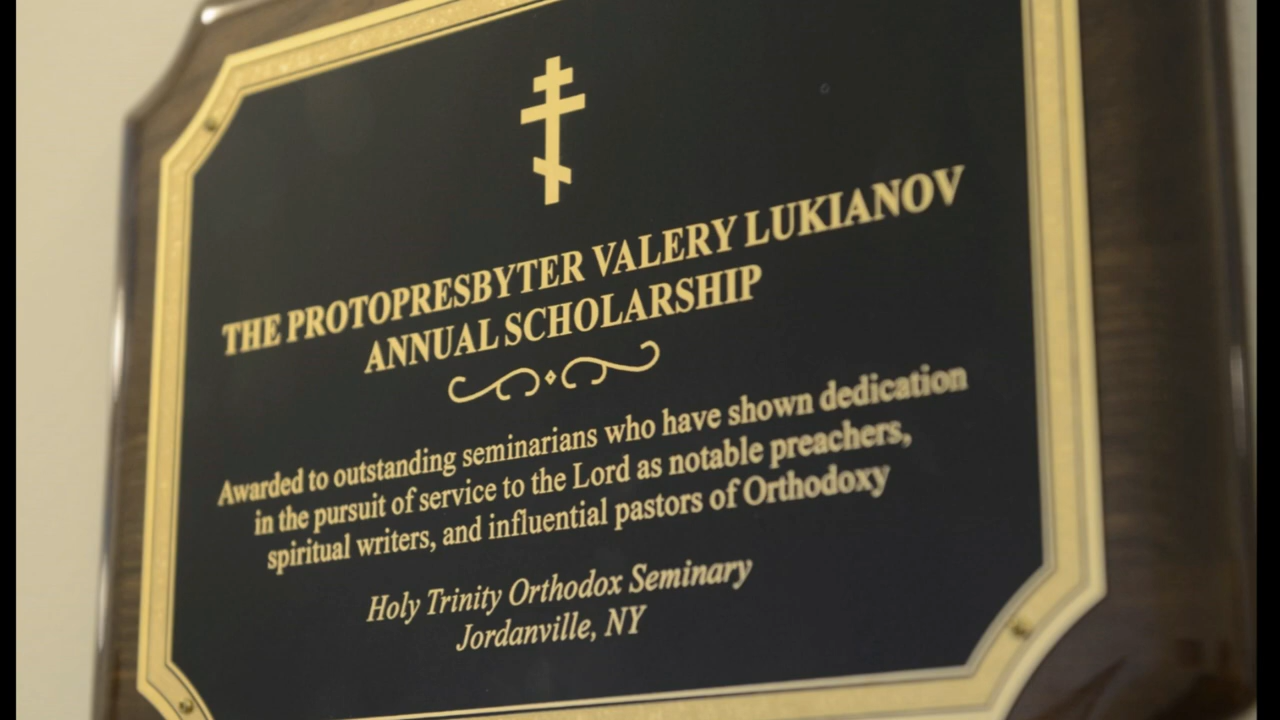 THE PROTOPRESBYTER VALERY LUKIANOV
ANNUAL SCHOLARSHIP
Awarded to outstanding seminarians who have shown dedication
in the pursuit of service to the Lord as notable preachers,
spiritual writers, and influential pastors of Orthodoxy
Holy Trinity Orthodox Seminary
Jordanville, NY